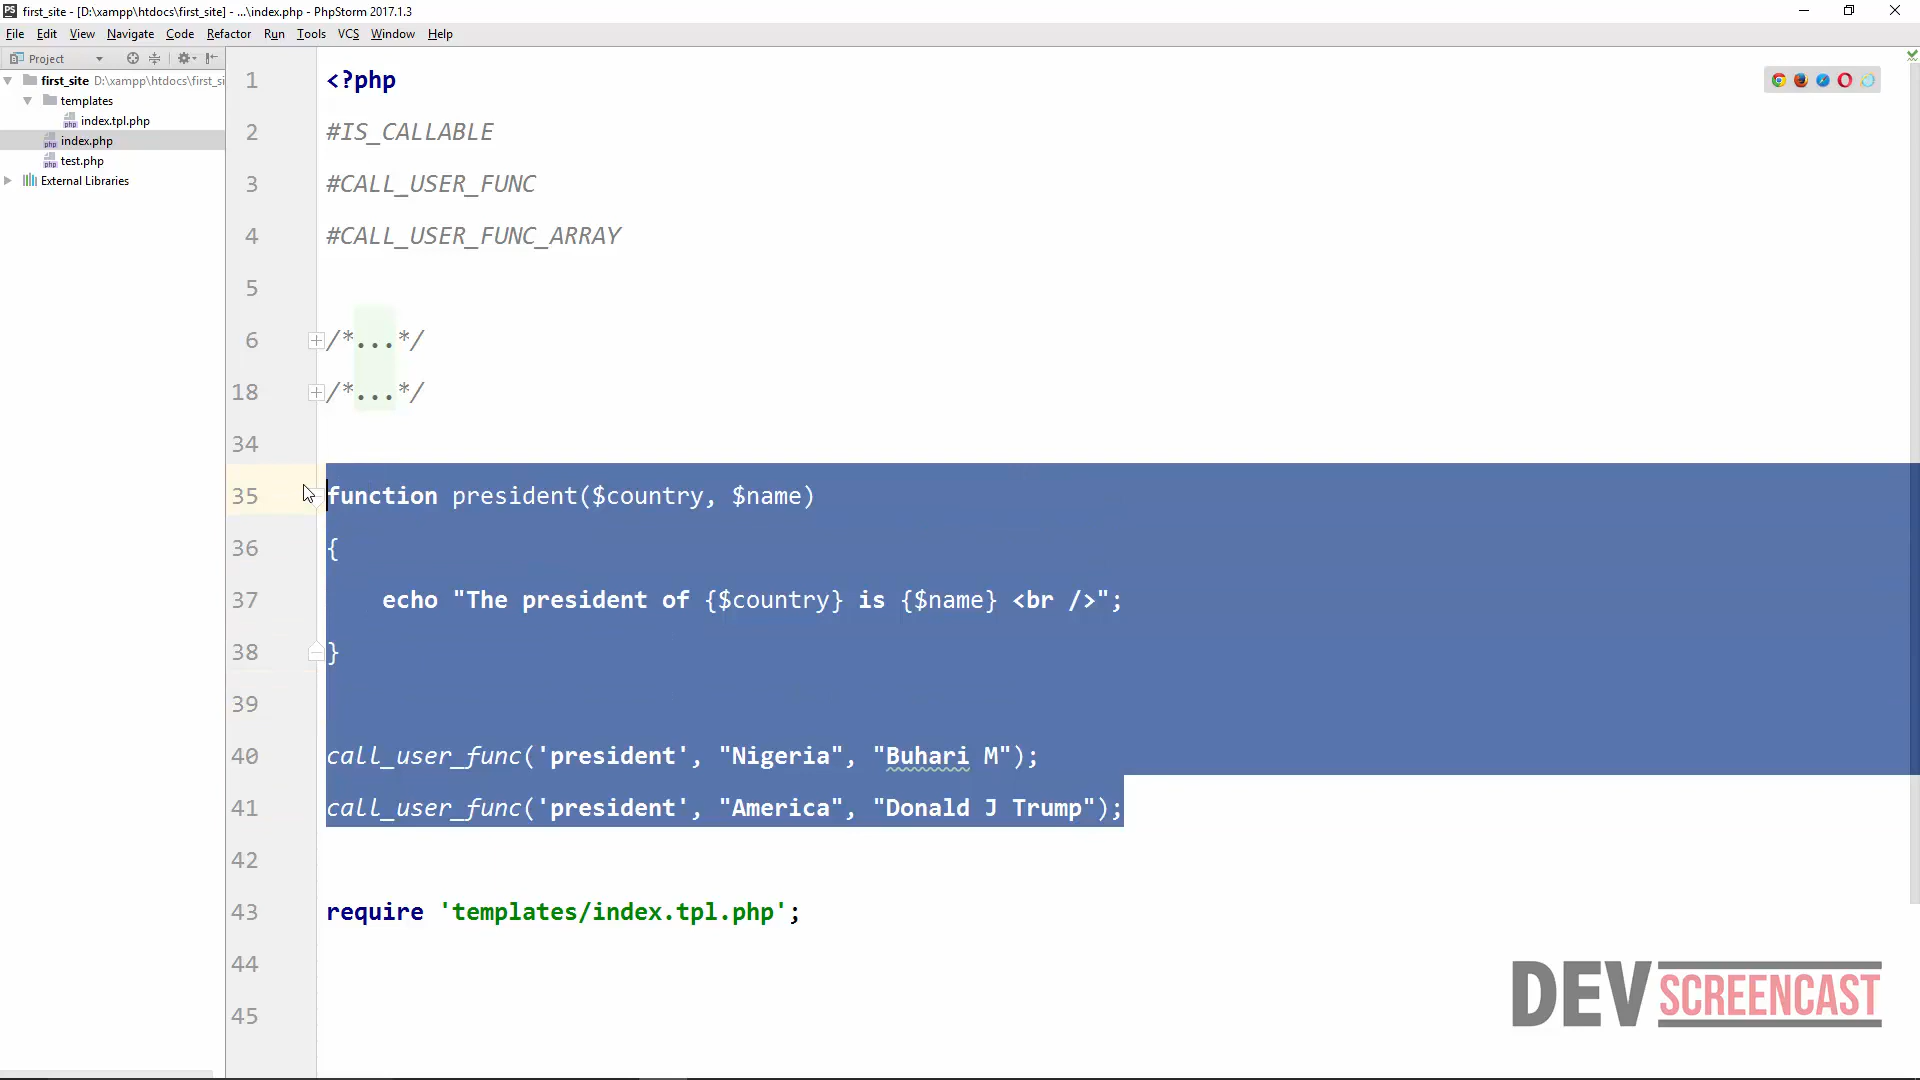 PS first_site - [D:\xampp\htdocs\first_site] - ...\index.php - PhpStorm 2017.1.3
File Edit View Navigate Code Refactor Run Tools VCS Window Help
Project
first_site D:\xampp\htdocs\first_si
templates
index.tpl.php
index.php
test.php
External Libraries
1 <?php
2 #IS_CALLABLE
3 #CALL_USER_FUNC
4 #CALL_USER_FUNC_ARRAY
5
6 /*...*/
18 /*...*/
34
35 function president($country, $name)
36 {
37 echo "The president of {$country} is {$name} <br />";
38 }
39
40 call_user_func('president', "Nigeria", "Buhari M");
41 call_user_func('president', "America", "Donald J Trump");
42
43 require 'templates/index.tpl.php';
44
45
DEV SCREENCAST